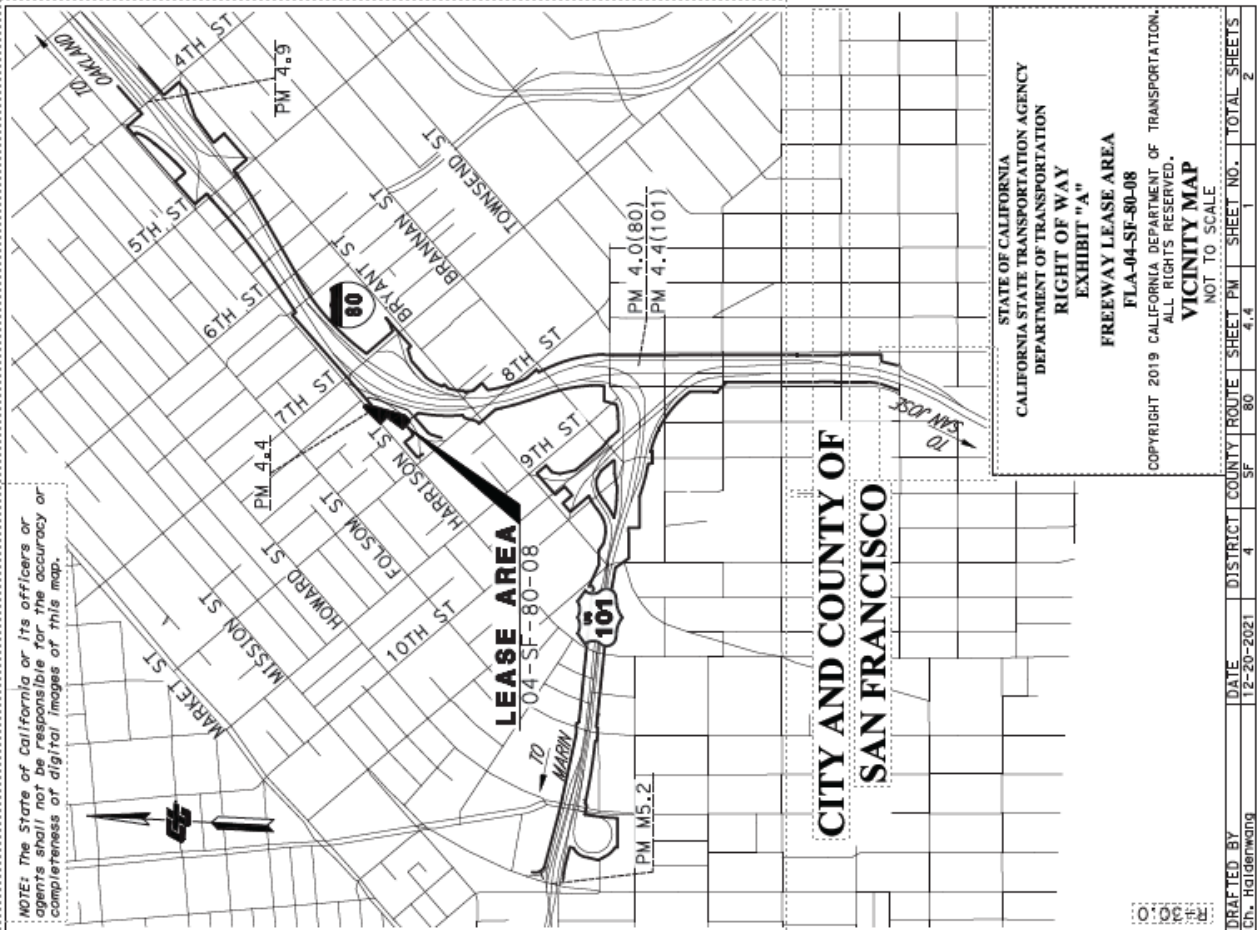 NOTE: The State of California or its officers or
agents shall not be responsible for the accuracy or
completeness of digital images of this map.
TO
OAKLAND
4TH ST
PM 4.9
5TH ST
6TH ST
7TH ST
PM 4.4
80
BRYANT ST
BRANNAN ST
TOWNSEND ST
8TH ST
9TH ST
10TH ST
HARRISON ST
FOLSOM ST
HOWARD ST
MISSION ST
MARKET ST
PM 4.0(80)
PM 4.4(101)
LEASE AREA
04-SF-80-08
US
101
TO
MARIN
PM M5.2
TO
SAN JOSE
CITY AND COUNTY OF
SAN FRANCISCO
STATE OF CALIFORNIA
CALIFORNIA STATE TRANSPORTATION AGENCY
DEPARTMENT OF TRANSPORTATION
RIGHT OF WAY
EXHIBIT "A"
FREEWAY LEASE AREA
FLA-04-SF-80-08
COPYRIGHT 2019 CALIFORNIA DEPARTMENT OF TRANSPORTATION.
ALL RIGHTS RESERVED.
VICINITY MAP
NOT TO SCALE
R=30.0
DRAFTED BY DATE DISTRICT COUNTY ROUTE SHEET PM SHEET NO. TOTAL SHEETS
Ch. Haidenwang 12-20-2021 4 SF 80 4.4 1 2